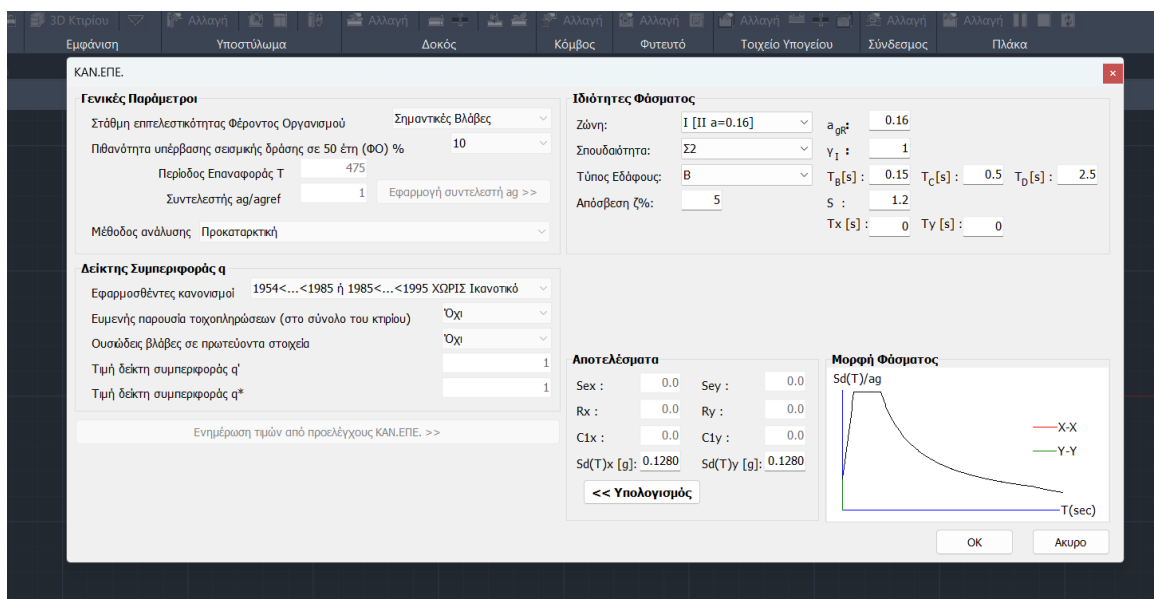 3D Κτιρίου Αλλαγή Αλλαγή Αλλαγή Αλλαγή Αλλαγή Αλλαγή Αλλαγή
Εμφάνιση Υποστύλωμα Δοκός Κόμβος Φυτευτό Τοιχείο Υπογείου Σύνδεσμος Πλάκα
ΚΑΝ.ΕΠΕ.
Γενικές Παράμετροι
Στάθμη επιτελεστικότητας Φέροντος Οργανισμού Σημαντικές Βλάβες
Πιθανότητα υπέρβασης σεισμικής δράσης σε 50 έτη (ΦΟ) % 10
Περίοδος Επαναφοράς T 475
Συντελεστής ag/agref 1 Εφαρμογή συντελεστή ag >>
Μέθοδος ανάλυσης Προκαταρκτική
Δείκτης Συμπεριφοράς q
Εφαρμοσθέντες κανονισμοί 1954<...<1985 ή 1985<...<1995 ΧΩΡΙΣ Ικανοτικό
Ευμενής παρουσία τοιχοπληρώσεων (στο σύνολο του κτιρίου) Όχι
Ουσιώδεις βλάβες σε πρωτεύοντα στοιχεία Όχι
Τιμή δείκτη συμπεριφοράς q' 1
Τιμή δείκτη συμπεριφοράς q* 1
Ενημέρωση τιμών από προελέγχους ΚΑΝ.ΕΠΕ. >>
Ιδιότητες Φάσματος
Ζώνη: I [II a=0.16] agR: 0.16
Σπουδαιότητα: Σ2 γI : 1
Τύπος Εδάφους: B TB[s] : 0.15 TC[s] : 0.5 TD[s] : 2.5
Απόσβεση ζ%: 5 S : 1.2
Tx [s] : 0 Ty [s] : 0
Αποτελέσματα
Sex : 0.0 Sey : 0.0
Rx : 0.0 Ry : 0.0
C1x : 0.0 C1y : 0.0
Sd(T)x [g]: 0.1280 Sd(T)y [g]: 0.1280
<< Υπολογισμός
Μορφή Φάσματος
Sd(T)/ag
X-X
Y-Y
T(sec)
OK Ακυρο